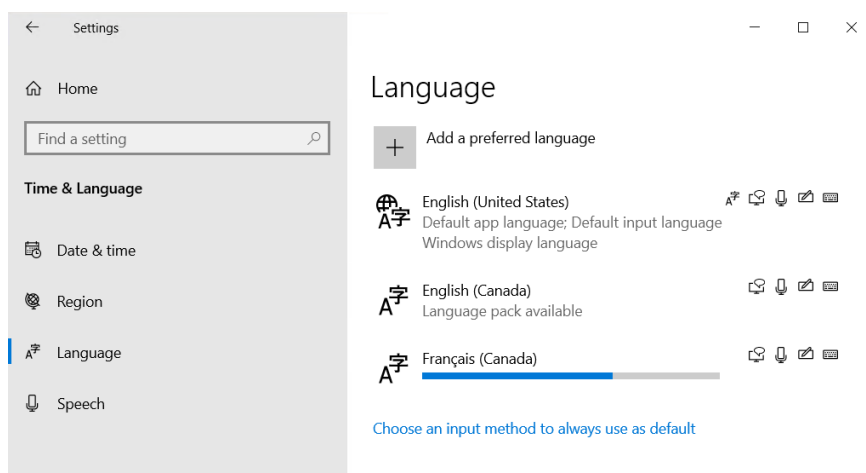 Settings
Home
Find a setting
Time & Language
Date & time
Region
Language
Speech
Language
Add a preferred language
English (United States)
Default app language; Default input language
Windows display language
English (Canada)
Language pack available
Français (Canada)
Choose an input method to always use as default